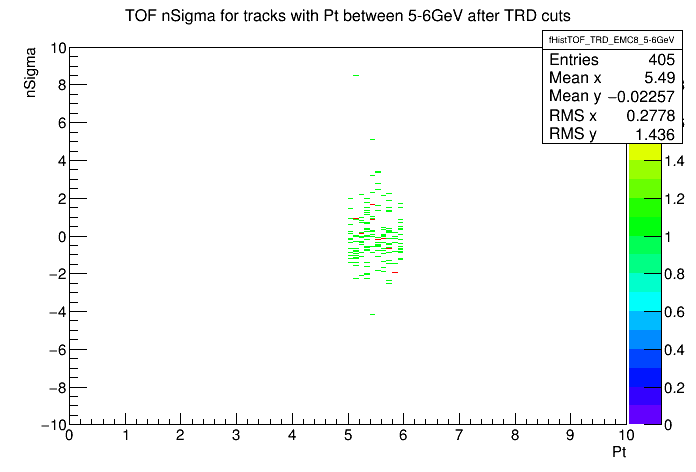 TOF nSigma for tracks with Pt between 5-6GeV after TRD cuts
fHistTOF_TRD_EMC8_5-6GeV
Entries 405
Mean x 5.49
Mean y −0.02257
RMS x 0.2778
RMS y 1.436
nSigma
10
8
6
4
2
0
−2
−4
−6
−8
−10
0 1 2 3 4 5 6 7 8 9 10
Pt
1.4
1.2
1
0.8
0.6
0.4
0.2
0